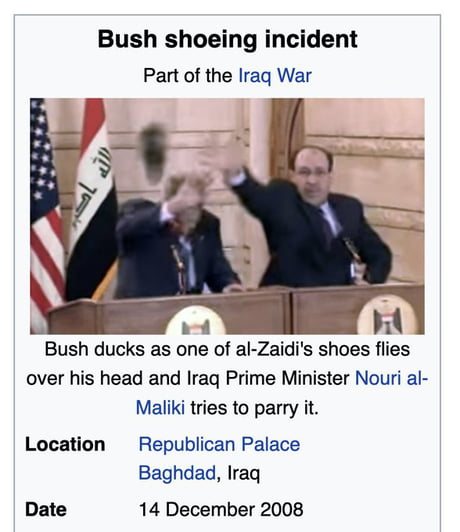 Bush shoeing incident
Part of the Iraq War
Bush ducks as one of al-Zaidi's shoes flies
over his head and Iraq Prime Minister Nouri al-
Maliki tries to parry it.
Location Republican Palace
Baghdad, Iraq
Date 14 December 2008